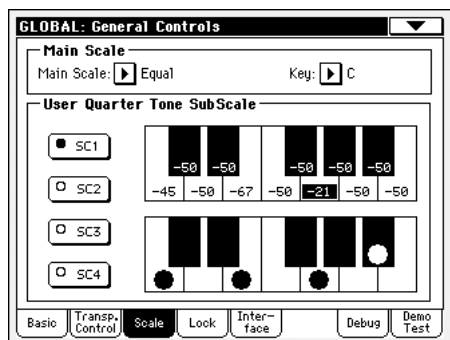 GLOBAL: General Controls
Main Scale
Main Scale: Equal Key: C
User Quarter Tone SubScale
SC1
-50 -50 -50 -50 -50
SC2
-45 -50 -67 -50 -21 -50 -50
SC3
SC4
Basic Transp. Control Scale Lock Inter-face Debug Demo Test